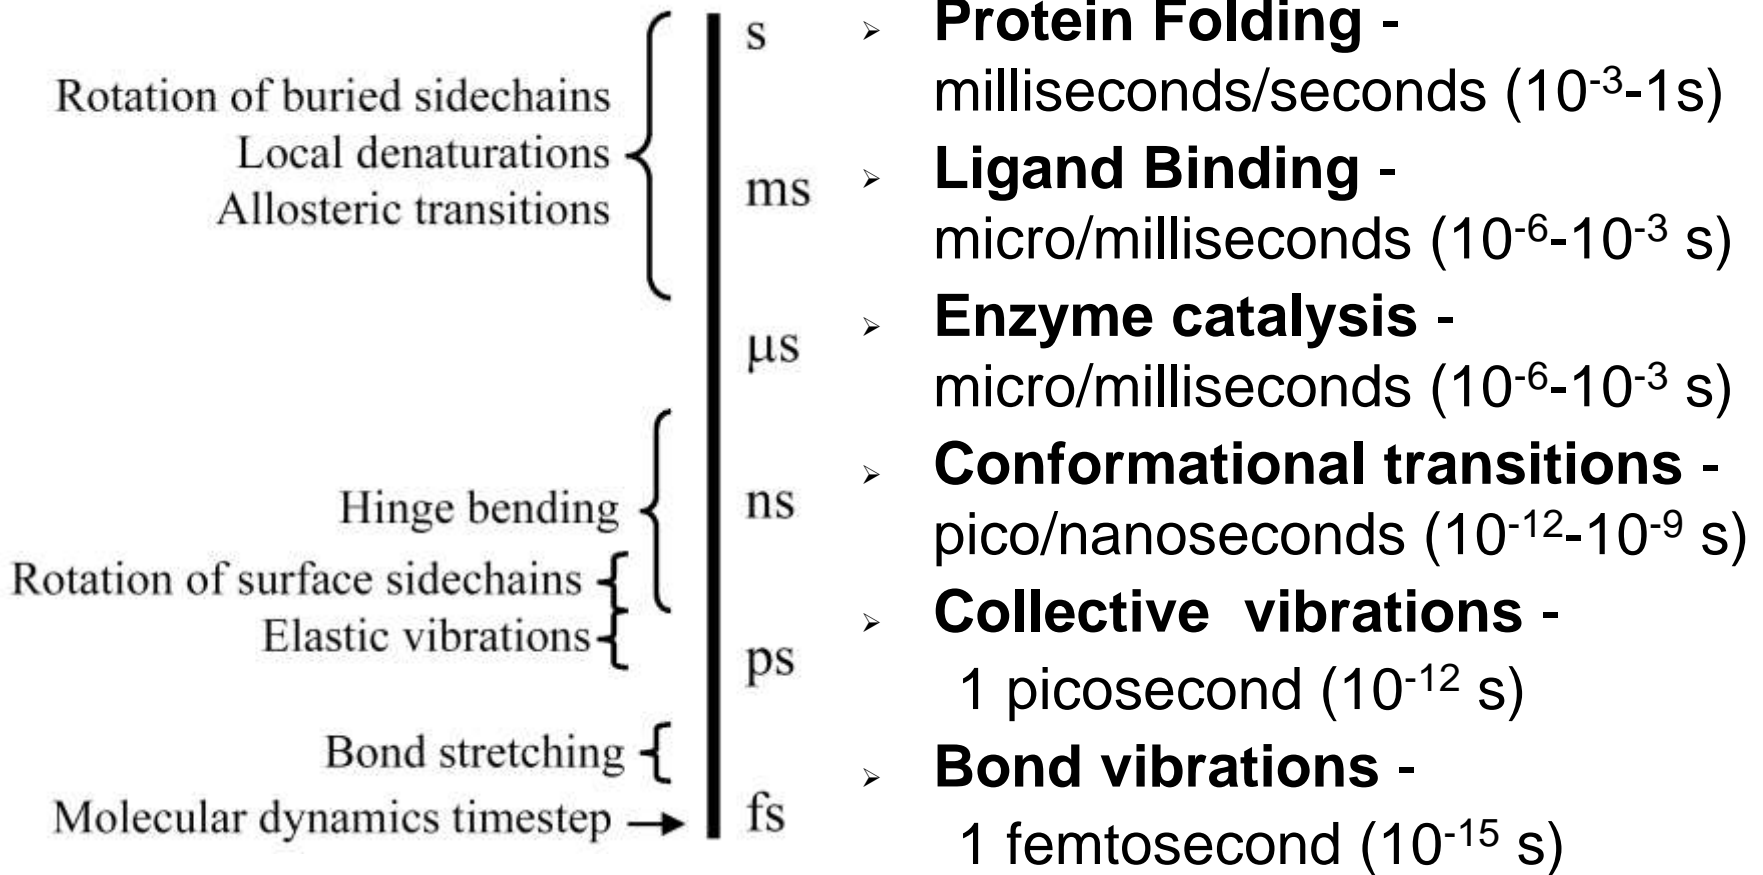 Rotation of buried sidechains
Local denaturations
Allosteric transitions
Hinge bending
Rotation of surface sidechains
Elastic vibrations
Bond stretching
Molecular dynamics timestep
s
ms
μs
ns
ps
fs
➢ Protein Folding -
milliseconds/seconds (10⁻³-1s)
➢ Ligand Binding -
micro/milliseconds (10⁻⁶-10⁻³ s)
➢ Enzyme catalysis -
micro/milliseconds (10⁻⁶-10⁻³ s)
➢ Conformational transitions -
pico/nanoseconds (10⁻¹²-10⁻⁹ s)
➢ Collective vibrations -
1 picosecond (10⁻¹² s)
➢ Bond vibrations -
1 femtosecond (10⁻¹⁵ s)